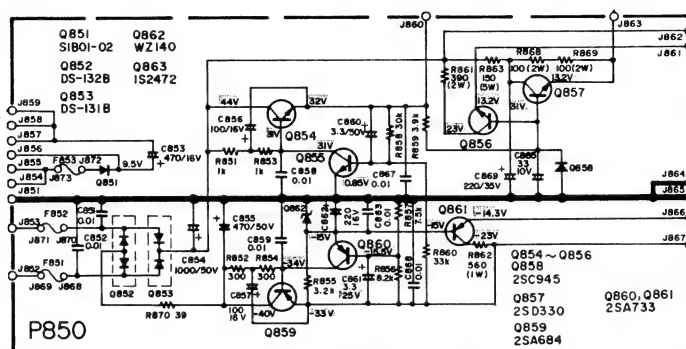 Q851
S1B01-02
Q852
DS-132B
Q853
DS-131B
Q862
WZ140
Q863
1S2472
J860
J863
J862
J861
R861
390
(2W)
R863
150
(5W)
R868
100(2W)
R869
100(2W)
13.2V
Q857
13.2V
31V
23V
Q856
J859
J858
J857
J856
J855
J854
J851
F853
J872
J873
9.5V
Q851
C853
470/16V
44V
32V
C856
100/16V
31V
Q854
C860
3.3/50V
R858 30k
R859 3.9k
R851
1k
R853
1k
C858
0.01
31V
Q855
10.85V
C867
0.01
C869
220/35V
C865
33
10V
Q858
J864
J865
J866
J867
J853
F852
J871
J870
C851
0.01
C852
0.01
J852
F851
J869
J868
Q852
Q853
C854
1000/50V
C855
470/50V
C859
0.01
R852
300
R854
300
-34V
C857
100
16V
-40V
Q859
R870 39
Q862
C862
220
16V
C863
0.01
R857
7.5k
-15V
-15.5V
Q860
R855
3.2k
C861
3.3
25V
R856
8.2k
C868
0.01
-33V
R860
33k
Q861
-14.3V
-15V
-23V
R862
560
(1W)
Q854~Q856
Q858
2SC945
Q857
2SD330
Q859
2SA684
Q860,Q861
2SA733
P850